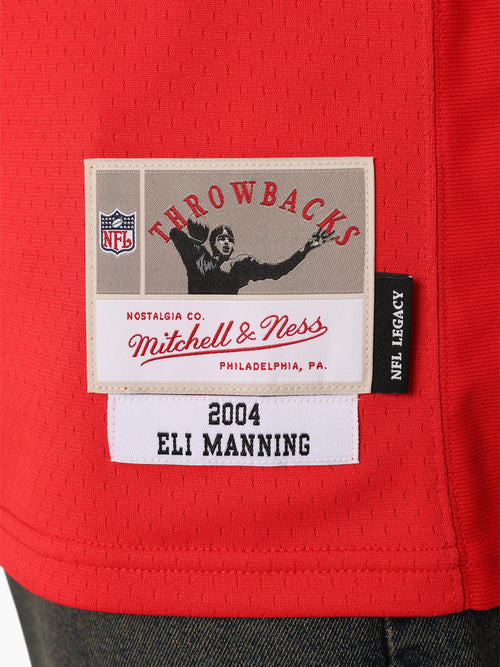 THROWBACKS
NFL
NOSTALGIA CO.
Mitchell & Ness
PHILADELPHIA, PA.
NFL LEGACY
2004
ELI MANNING